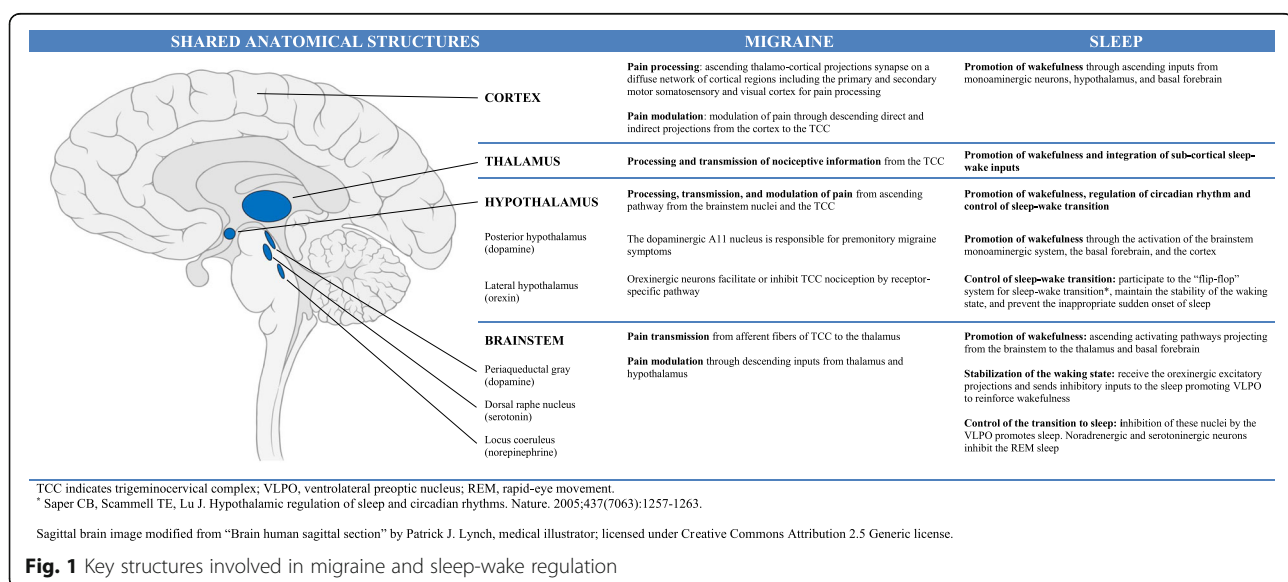 SHARED ANATOMICAL STRUCTURES MIGRAINE SLEEP
CORTEX
Pain processing: ascending thalamo-cortical projections synapse on a
diffuse network of cortical regions including the primary and secondary
motor somatosensory and visual cortex for pain processing
Pain modulation: modulation of pain through descending direct and
indirect projections from the cortex to the TCC
Promotion of wakefulness through ascending inputs from
monoaminergic neurons, hypothalamus, and basal forebrain
THALAMUS
Processing and transmission of nociceptive information from the TCC
Promotion of wakefulness and integration of sub-cortical sleep-
wake inputs
HYPOTHALAMUS
Processing, transmission, and modulation of pain from ascending
pathway from the brainstem nuclei and the TCC
Promotion of wakefulness, regulation of circadian rhythm and
control of sleep-wake transition
Posterior hypothalamus
(dopamine)
The dopaminergic A11 nucleus is responsible for premonitory migraine
symptoms
Promotion of wakefulness through the activation of the brainstem
monoaminergic system, the basal forebrain, and the cortex
Lateral hypothalamus
(orexin)
Orexinergic neurons facilitate or inhibit TCC nociception by receptor-
specific pathway
Control of sleep-wake transition: participate to the “flip-flop”
system for sleep-wake transition*, maintain the stability of the waking
state, and prevent the inappropriate sudden onset of sleep
BRAINSTEM
Periaqueductal gray
(dopamine)
Dorsal raphe nucleus
(serotonin)
Locus coeruleus
(norepinephrine)
Pain transmission from afferent fibers of TCC to the thalamus
Pain modulation through descending inputs from thalamus and
hypothalamus
Promotion of wakefulness: ascending activating pathways projecting
from the brainstem to the thalamus and basal forebrain
Stabilization of the waking state: receive the orexinergic excitatory
projections and sends inhibitory inputs to the sleep promoting VLPO
to reinforce wakefulness
Control of the transition to sleep: inhibition of these nuclei by the
VLPO promotes sleep. Noradrenergic and serotoninergic neurons
inhibit the REM sleep
TCC indicates trigeminocervical complex; VLPO, ventrolateral preoptic nucleus; REM, rapid-eye movement.
* Saper CB, Scammell TE, Lu J. Hypothalamic regulation of sleep and circadian rhythms. Nature. 2005;437(7063):1257-1263.
Sagittal brain image modified from “Brain human sagittal section” by Patrick J. Lynch, medical illustrator; licensed under Creative Commons Attribution 2.5 Generic license.
Fig. 1 Key structures involved in migraine and sleep-wake regulation